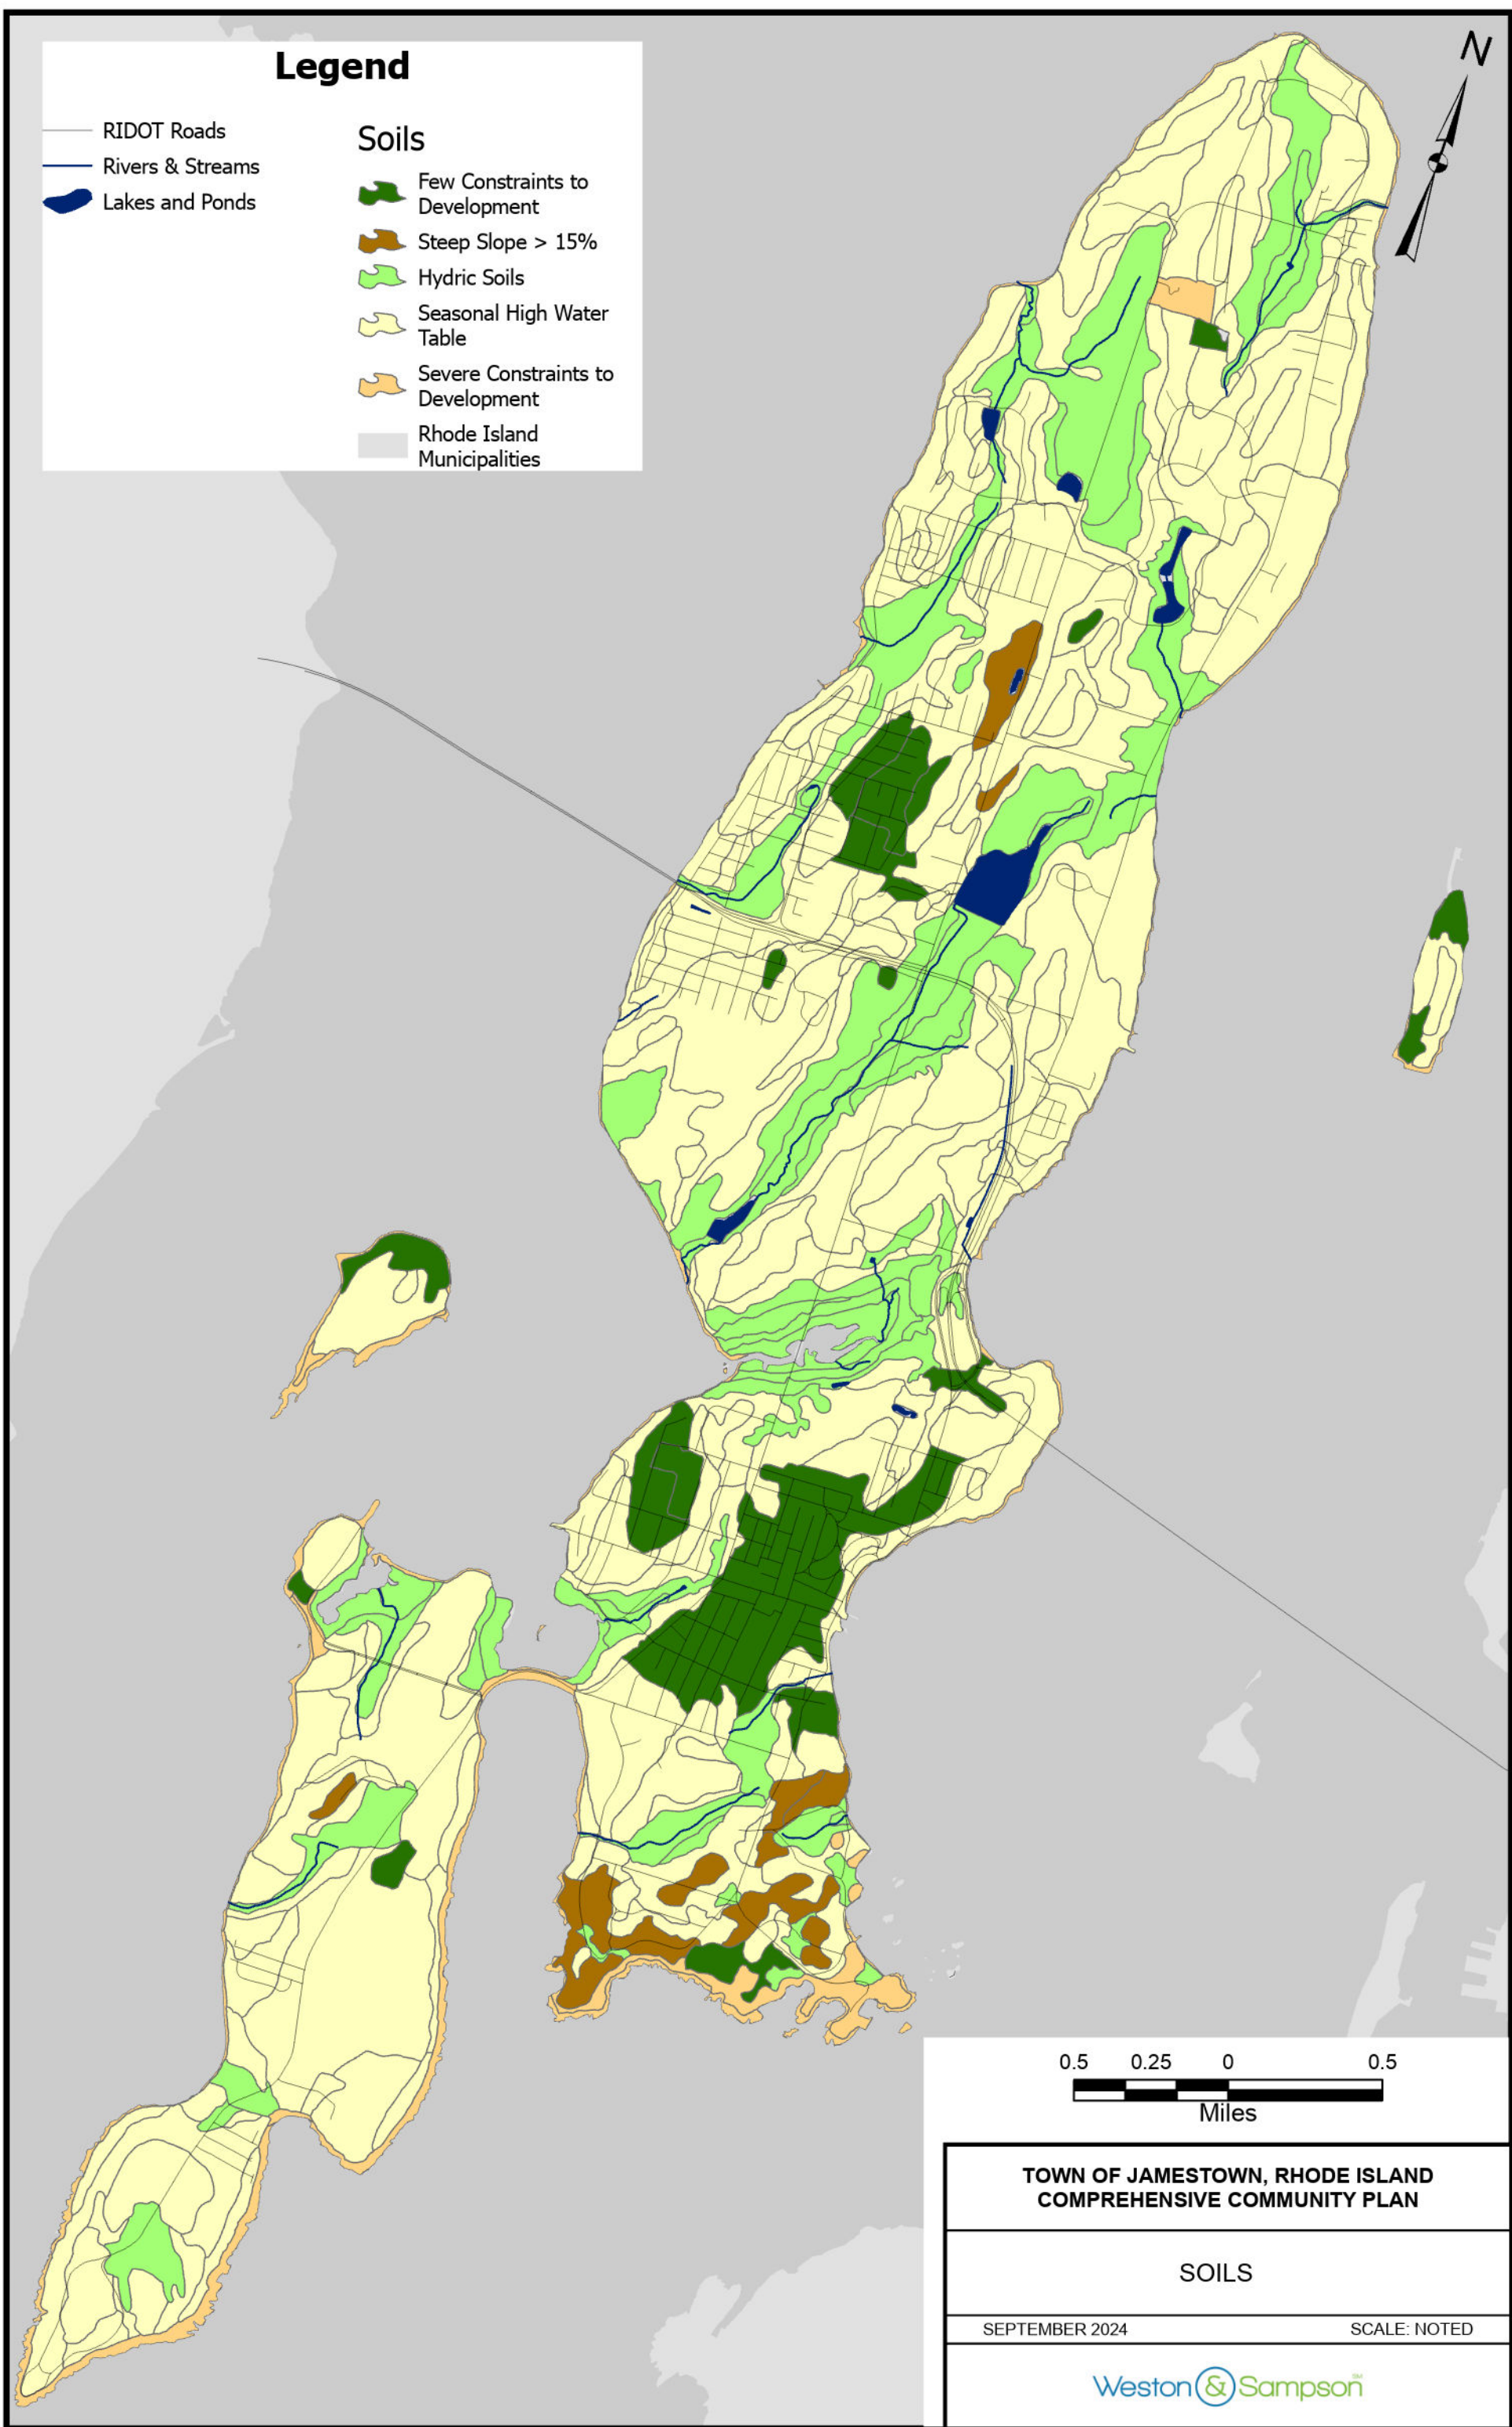 Legend
RIDOT Roads
Rivers & Streams
Lakes and Ponds
Soils
Few Constraints to
Development
Steep Slope > 15%
Hydric Soils
Seasonal High Water
Table
Severe Constraints to
Development
Rhode Island
Municipalities
N
0.5 0.25 0 0.5
Miles
TOWN OF JAMESTOWN, RHODE ISLAND
COMPREHENSIVE COMMUNITY PLAN
SOILS
SEPTEMBER 2024 SCALE: NOTED
Weston & Sampson℠